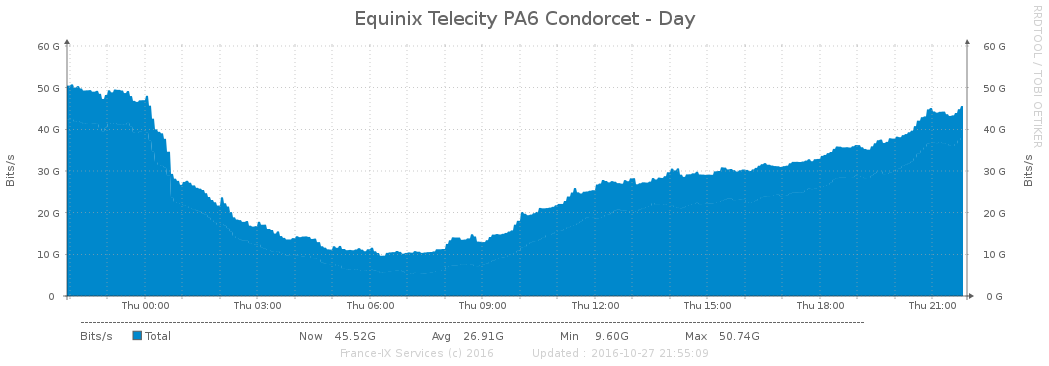 Equinix Telecity PA6 Condorcet - Day
RRDTOOL / TOBI OETIKER
Bits/s
60 G
50 G
40 G
30 G
20 G
10 G
0
60 G
50 G
40 G
30 G
20 G
10 G
0 G
Bits/s
Thu 00:00 Thu 03:00 Thu 06:00 Thu 09:00 Thu 12:00 Thu 15:00 Thu 18:00 Thu 21:00
Bits/s Total Now 45.52G Avg 26.91G Min 9.60G Max 50.74G
France-IX Services (c) 2016 Updated : 2016-10-27 21:55:09